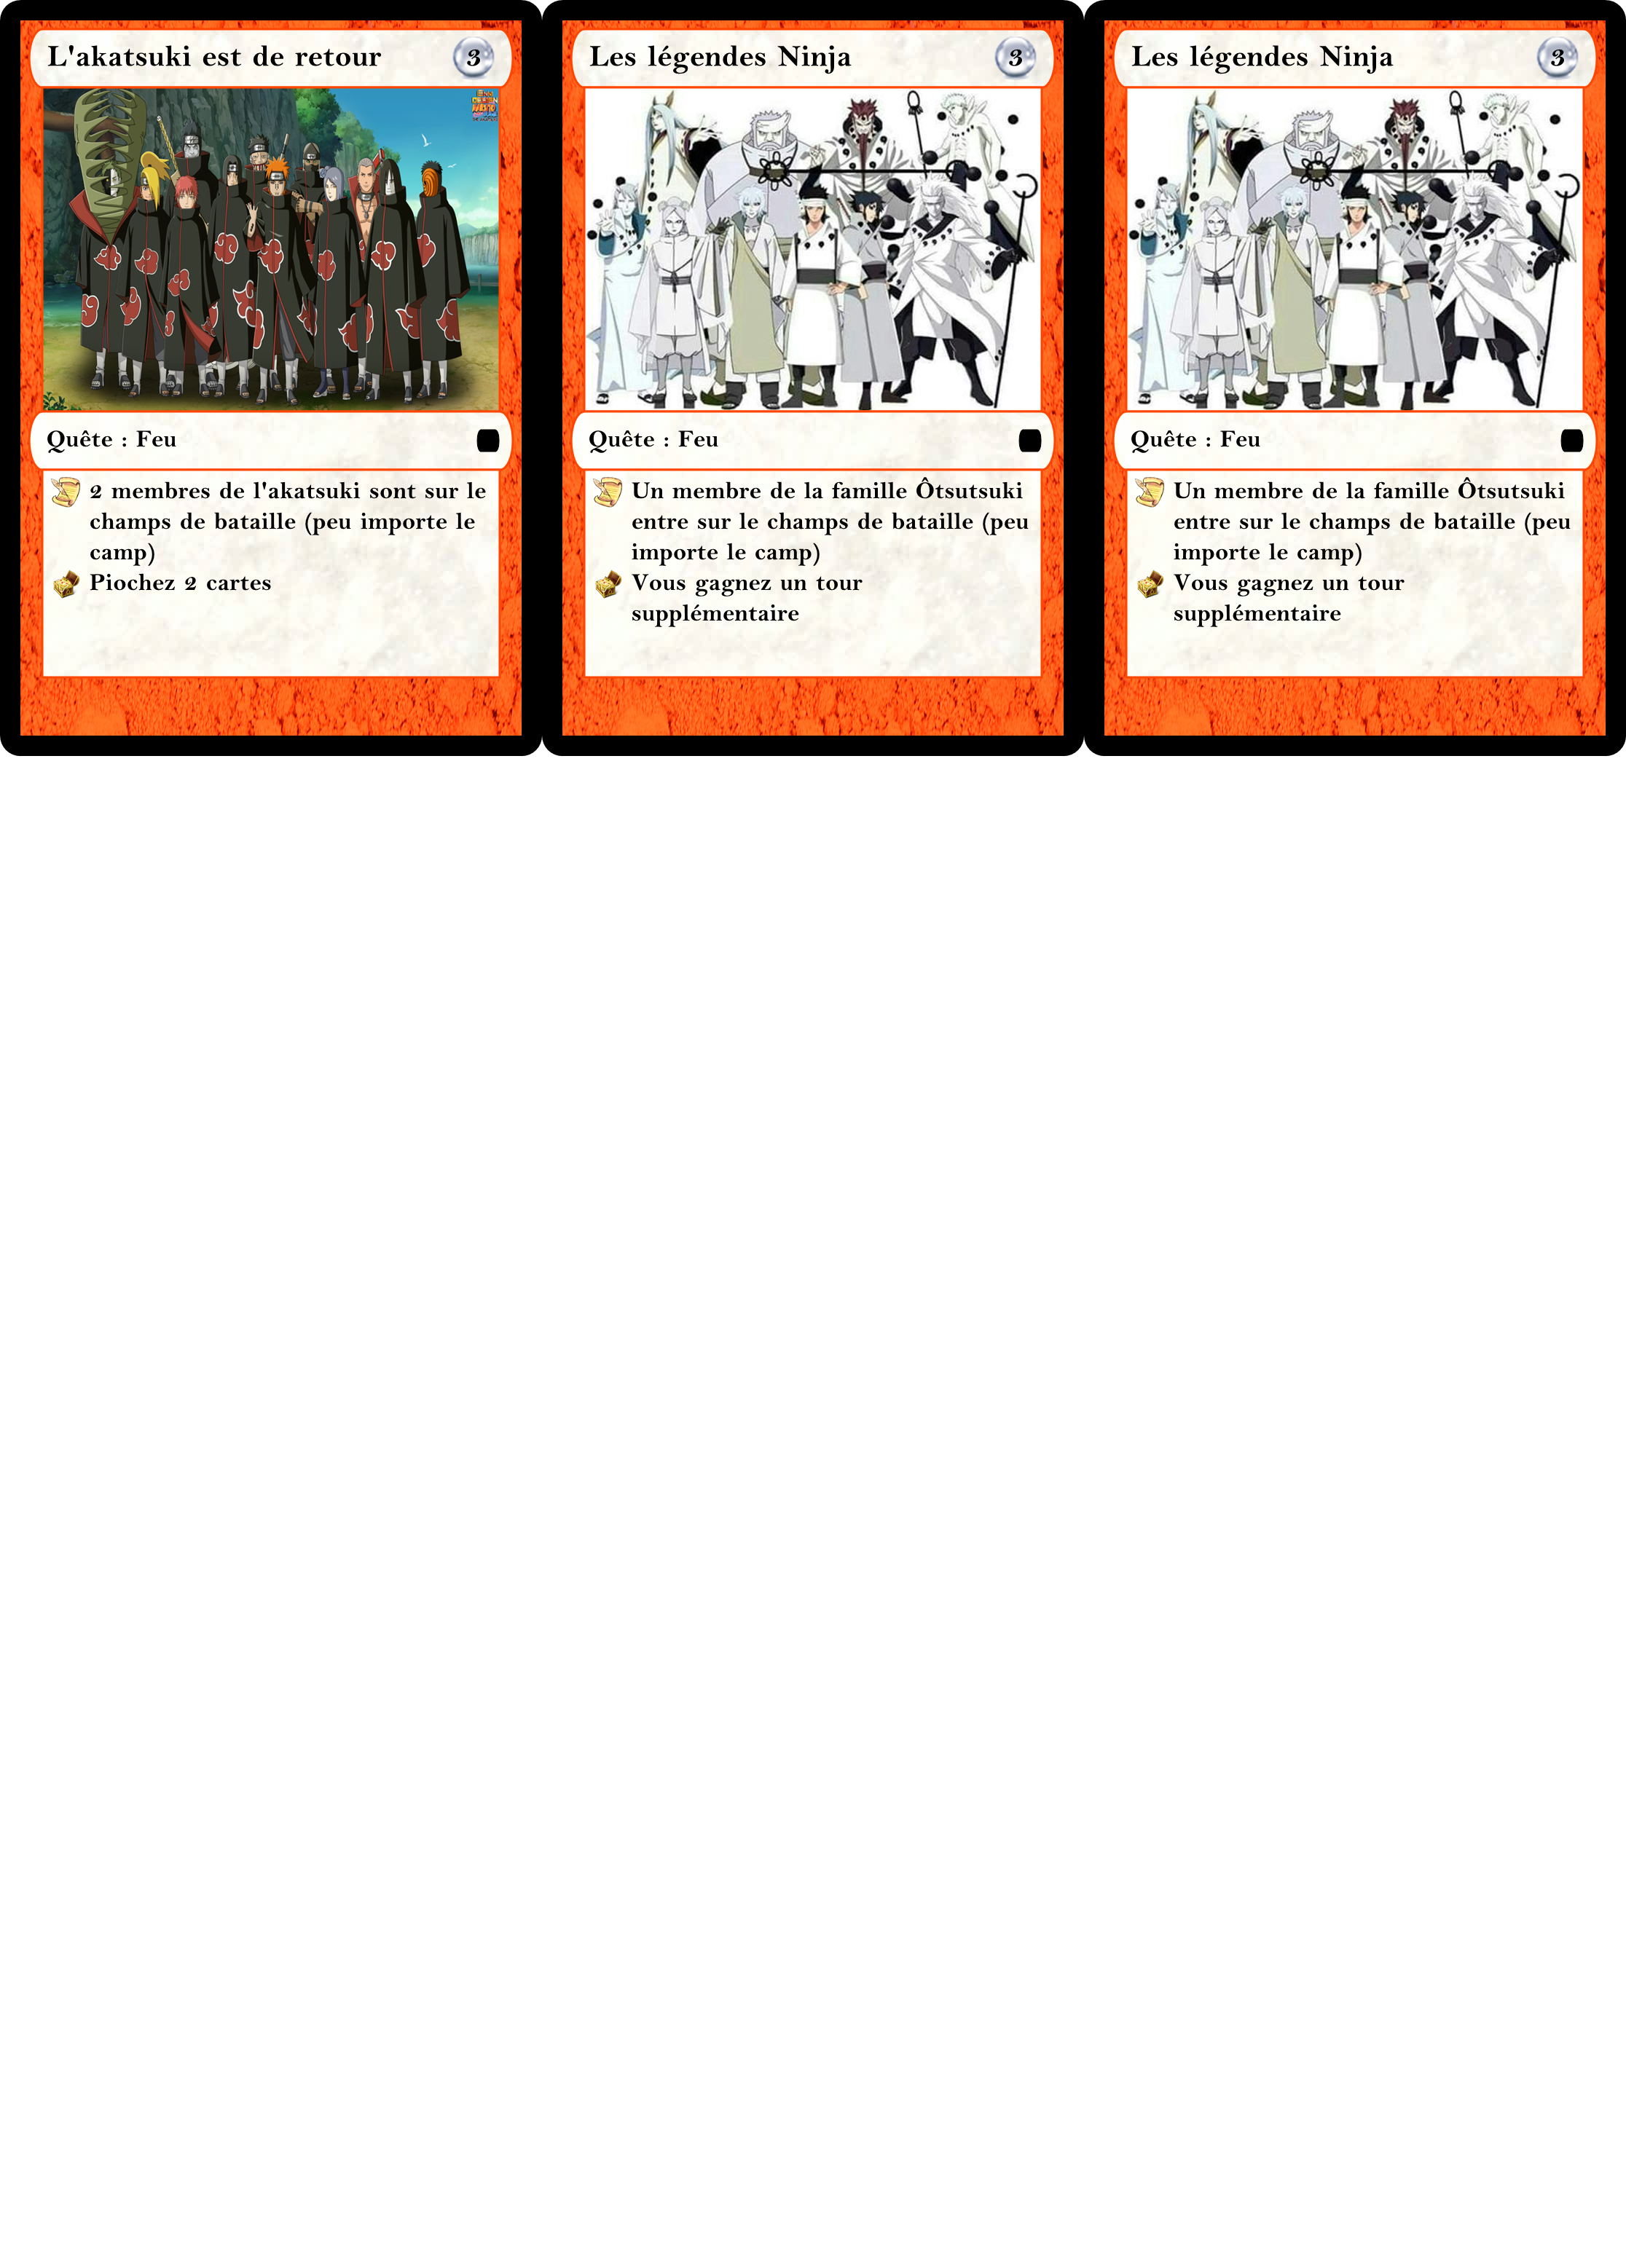 L'akatsuki est de retour 3
Quête : Feu
2 membres de l'akatsuki sont sur le
champs de bataille (peu importe le
camp)
Piochez 2 cartes
Les légendes Ninja 3
Quête : Feu
Un membre de la famille Ôtsutsuki
entre sur le champs de bataille (peu
importe le camp)
Vous gagnez un tour
supplémentaire
Les légendes Ninja 3
Quête : Feu
Un membre de la famille Ôtsutsuki
entre sur le champs de bataille (peu
importe le camp)
Vous gagnez un tour
supplémentaire